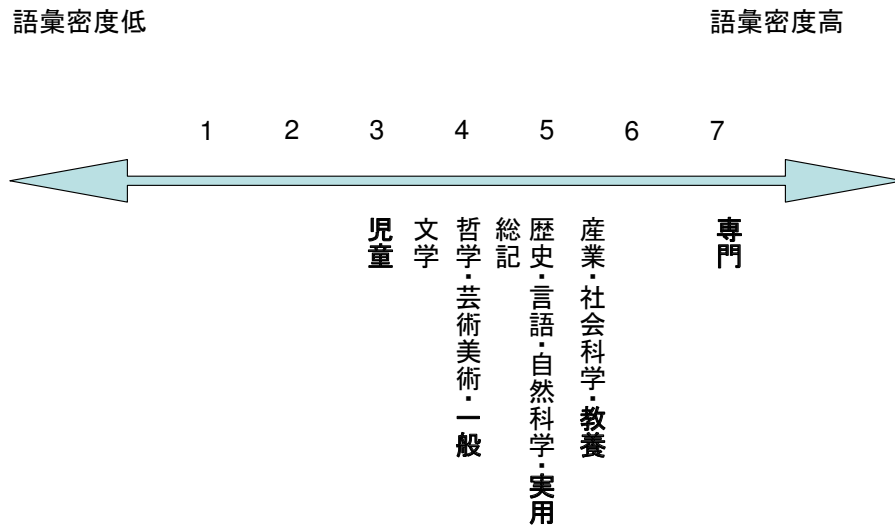 語彙密度低 語彙密度高
1 2 3 4 5 6 7
児童
文学
哲学・芸術美術・一般
総記
歴史・言語・自然科学・実用
産業・社会科学・教養
専門